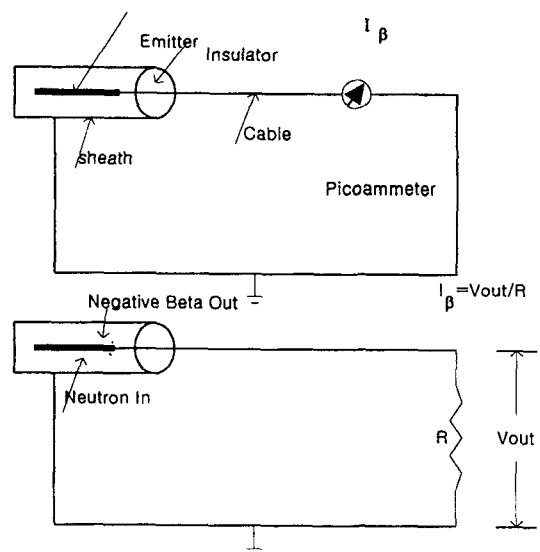 I β
Emitter
Insulator
Cable
sheath
Picoammeter
I β =Vout/R
Negative Beta Out
Neutron In
R
Vout